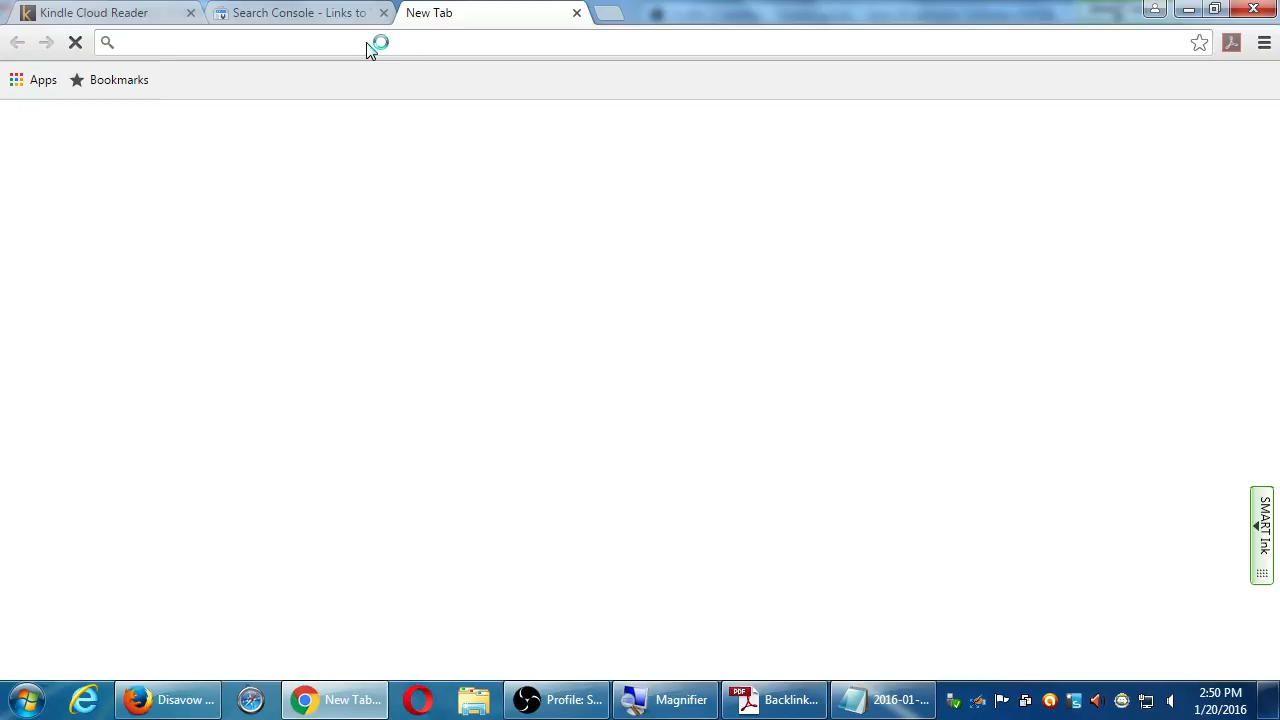 Kindle Cloud Reader
Search Console - Links to
New Tab
Apps
Bookmarks
SMART Ink
Disavow ...
New Tab...
Profile: S...
Magnifier
PDF
Backlink...
2016-01-...
2:50 PM
1/20/2016